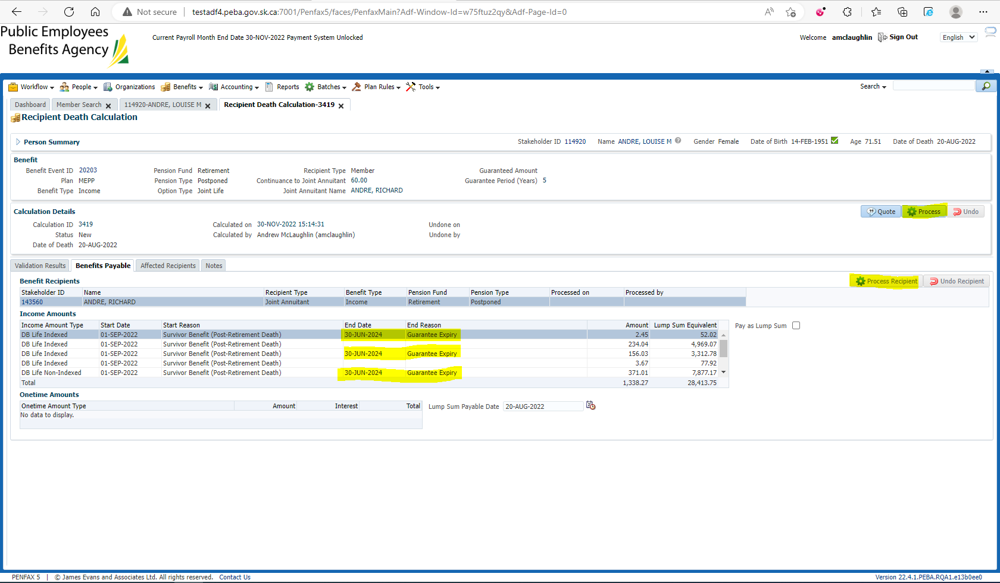 Not secure | testadf4.peba.gov.sk.ca:7001/Penfax5/faces/PenfaxMain?Adf-Window-Id=w75ftuz2qy&Adf-Page-Id=0
Public Employees
Benefits Agency
Current Payroll Month End Date 30-NOV-2022 Payment System Unlocked
Welcome amclaughlin Sign Out English
Workflow People Organizations Benefits Accounting Reports Batches Plan Rules Tools Search
Dashboard Member Search 114920-ANDRE, LOUISE M Recipient Death Calculation-3419
Recipient Death Calculation
Person Summary Stakeholder ID 114920 Name ANDRE, LOUISE M Gender Female Date of Birth 14-FEB-1951 Age 71.51 Date of Death 20-AUG-2022
Benefit
Benefit Event ID 20203 Pension Fund Retirement Recipient Type Member Guaranteed Amount
Plan MEPP Pension Type Postponed Continuance to Joint Annuitant 60.00 Guarantee Period (Years) 5
Benefit Type Income Option Type Joint Life Joint Annuitant Name ANDRE, RICHARD
Calculation Details Quote Process Undo
Calculation ID 3419 Calculated on 30-NOV-2022 15:14:31 Undone on
Status New Calculated by Andrew McLaughlin (amclaughlin) Undone by
Date of Death 20-AUG-2022
Validation Results Benefits Payable Affected Recipients Notes
Benefit Recipients Process Recipient Undo Recipient
Stakeholder ID Name Recipient Type Benefit Type Pension Fund Pension Type Processed on Processed by
143560 ANDRE, RICHARD Joint Annuitant Income Retirement Postponed
Income Amounts
Income Amount Type Start Date Start Reason End Date End Reason Amount Lump Sum Equivalent Pay as Lump Sum
DB Life Indexed 01-SEP-2022 Survivor Benefit (Post-Retirement Death) 30-JUN-2024 Guarantee Expiry 2.45 52.02
DB Life Indexed 01-SEP-2022 Survivor Benefit (Post-Retirement Death) 234.04 4,969.07
DB Life Indexed 01-SEP-2022 Survivor Benefit (Post-Retirement Death) 30-JUN-2024 Guarantee Expiry 156.03 3,312.78
DB Life Indexed 01-SEP-2022 Survivor Benefit (Post-Retirement Death) 3.67 77.92
DB Life Non-Indexed 01-SEP-2022 Survivor Benefit (Post-Retirement Death) 30-JUN-2024 Guarantee Expiry 371.01 7,877.17
Total 1,338.27 28,413.75
Onetime Amounts
Onetime Amount Type Amount Interest Total Lump Sum Payable Date 20-AUG-2022
No data to display.
PENFAX 5 | © James Evans and Associates Ltd. All rights reserved. Contact Us Version 22.4.1.PEBA.RQA1.e13b0ee0